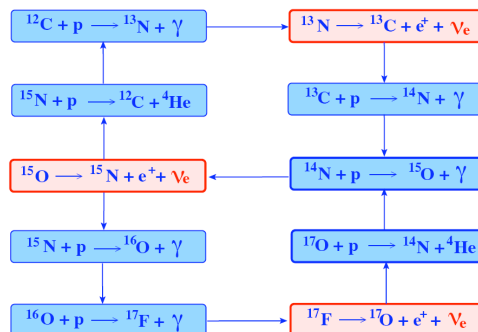 ¹²C + p ⟶ ¹³N + γ
¹³N ⟶ ¹³C + e⁺ + νₑ
¹⁵N + p ⟶ ¹²C + ⁴He
¹³C + p ⟶ ¹⁴N + γ
¹⁵O ⟶ ¹⁵N + e⁺ + νₑ
¹⁴N + p ⟶ ¹⁵O + γ
¹⁵N + p ⟶ ¹⁶O + γ
¹⁷O + p ⟶ ¹⁴N + ⁴He
¹⁶O + p ⟶ ¹⁷F + γ
¹⁷F ⟶ ¹⁷O + e⁺ + νₑ